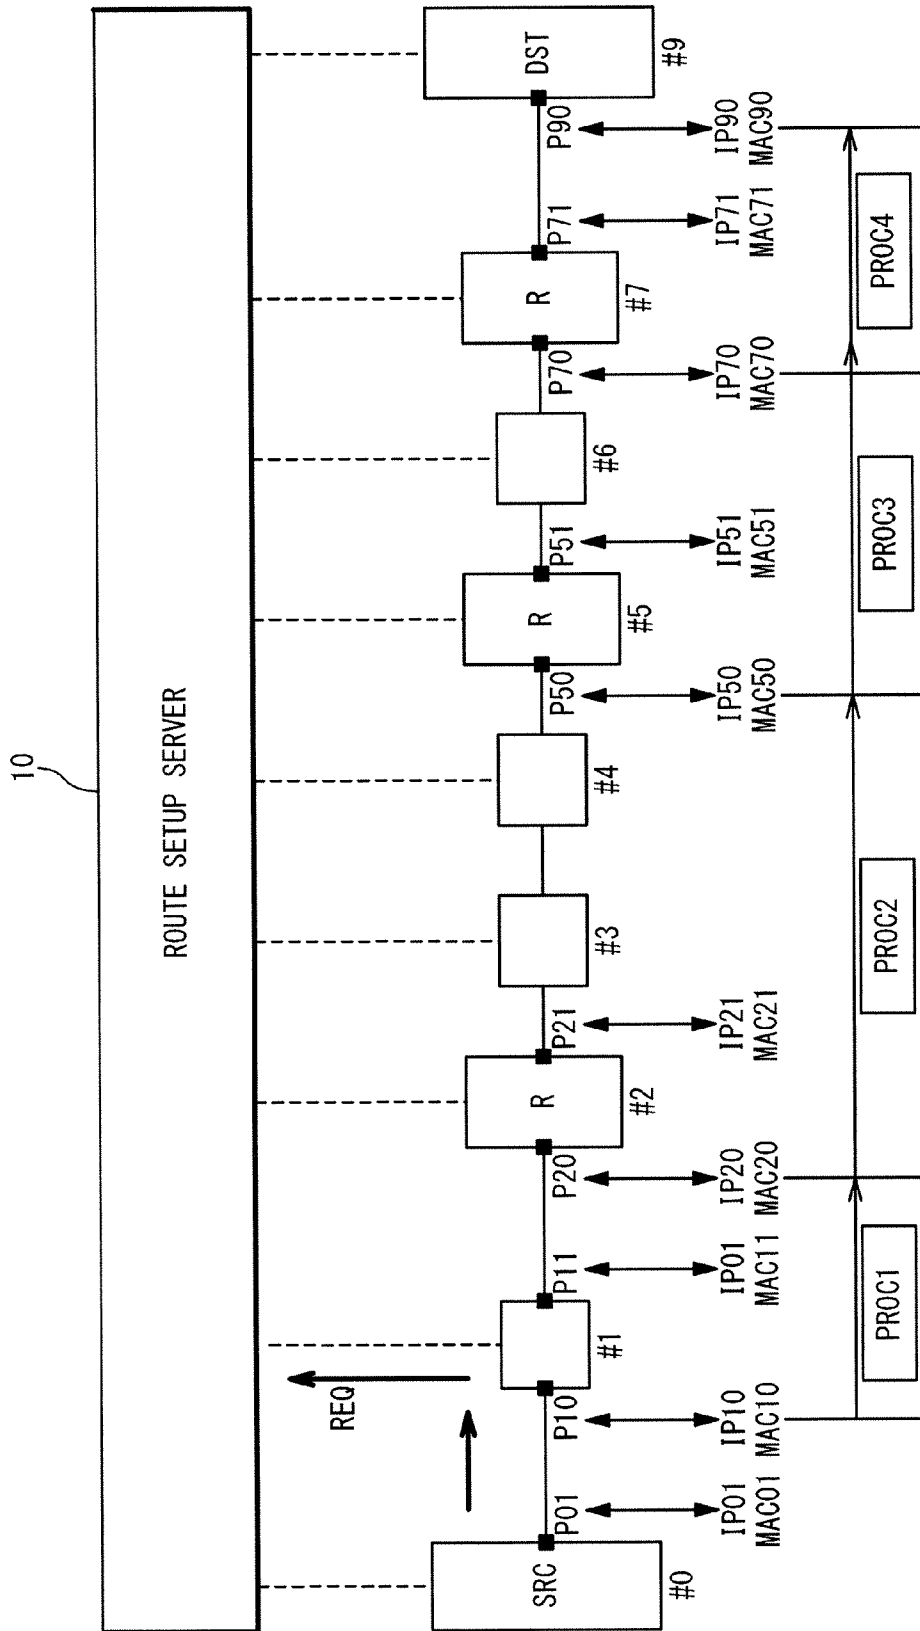 10
ROUTE SETUP SERVER
REQ
SRC
R
R
R
DST
P01
P10
P11
P20
P21
P50
P51
P70
P71
P90
#0
#1
#2
#3
#4
#5
#6
#7
#9
IP01
IP10
IP01
IP20
IP21
IP50
IP51
IP70
IP71
IP90
MAC01
MAC10
MAC11
MAC20
MAC21
MAC50
MAC51
MAC70
MAC71
MAC90
PROC1
PROC2
PROC3
PROC4